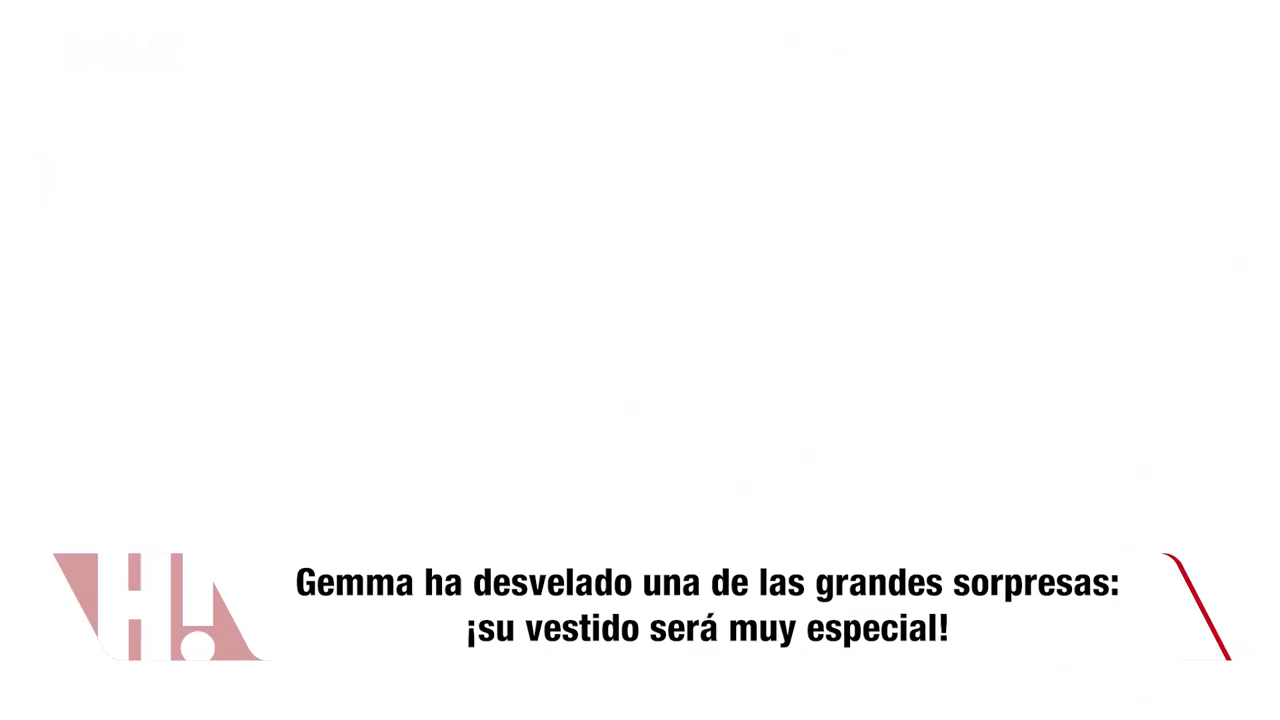 H!
Gemma ha desvelado una de las grandes sorpresas:
¡su vestido será muy especial!